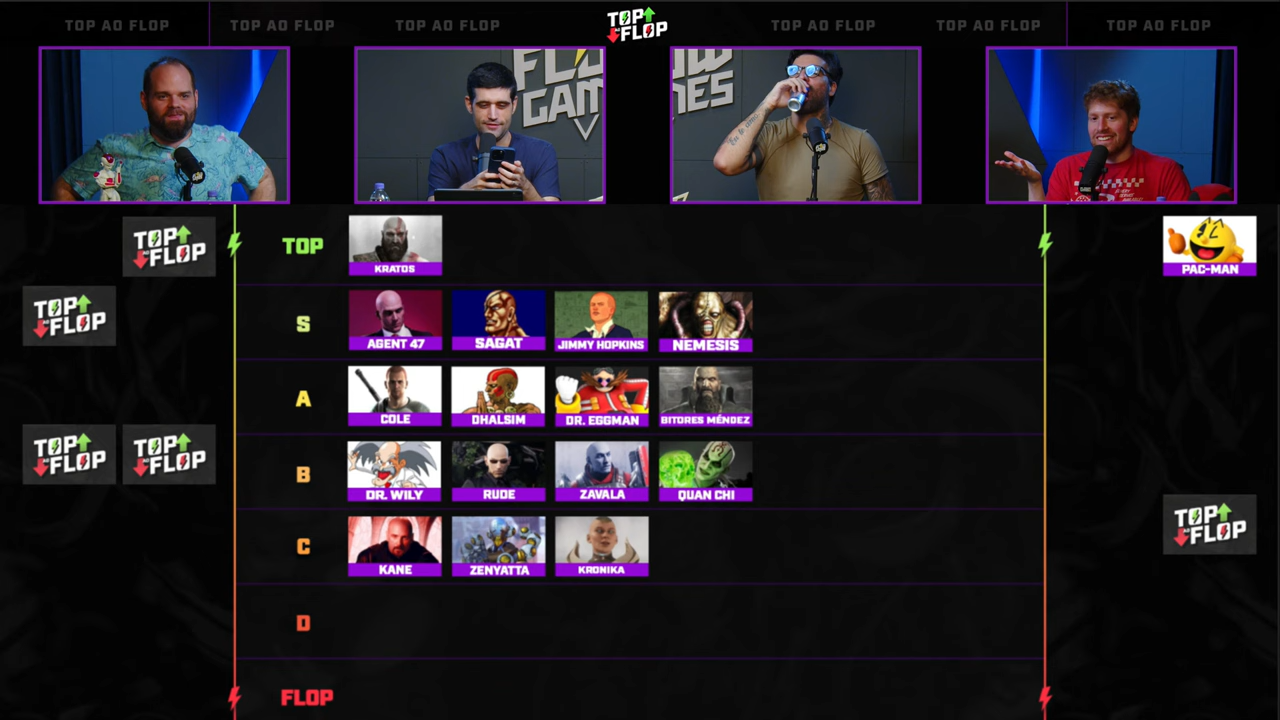 TOP AO FLOP
TOP AO FLOP
TOP AO FLOP
TOP AO FLOP
TOP AO FLOP
TOP AO FLOP
TOP
FLOP
GAM
NES
TOP
FLOP
TOP
KRATOS
PAC-MAN
TOP
FLOP
S
AGENT 47
SAGAT
JIMMY HOPKINS
NEMESIS
A
COLE
DHALSIM
DR. EGGMAN
BITORES MÉNDEZ
TOP
FLOP
TOP
FLOP
B
DR. WILY
RUDE
ZAVALA
QUAN CHI
TOP
FLOP
C
KANE
ZENYATTA
KRONIKA
D
FLOP